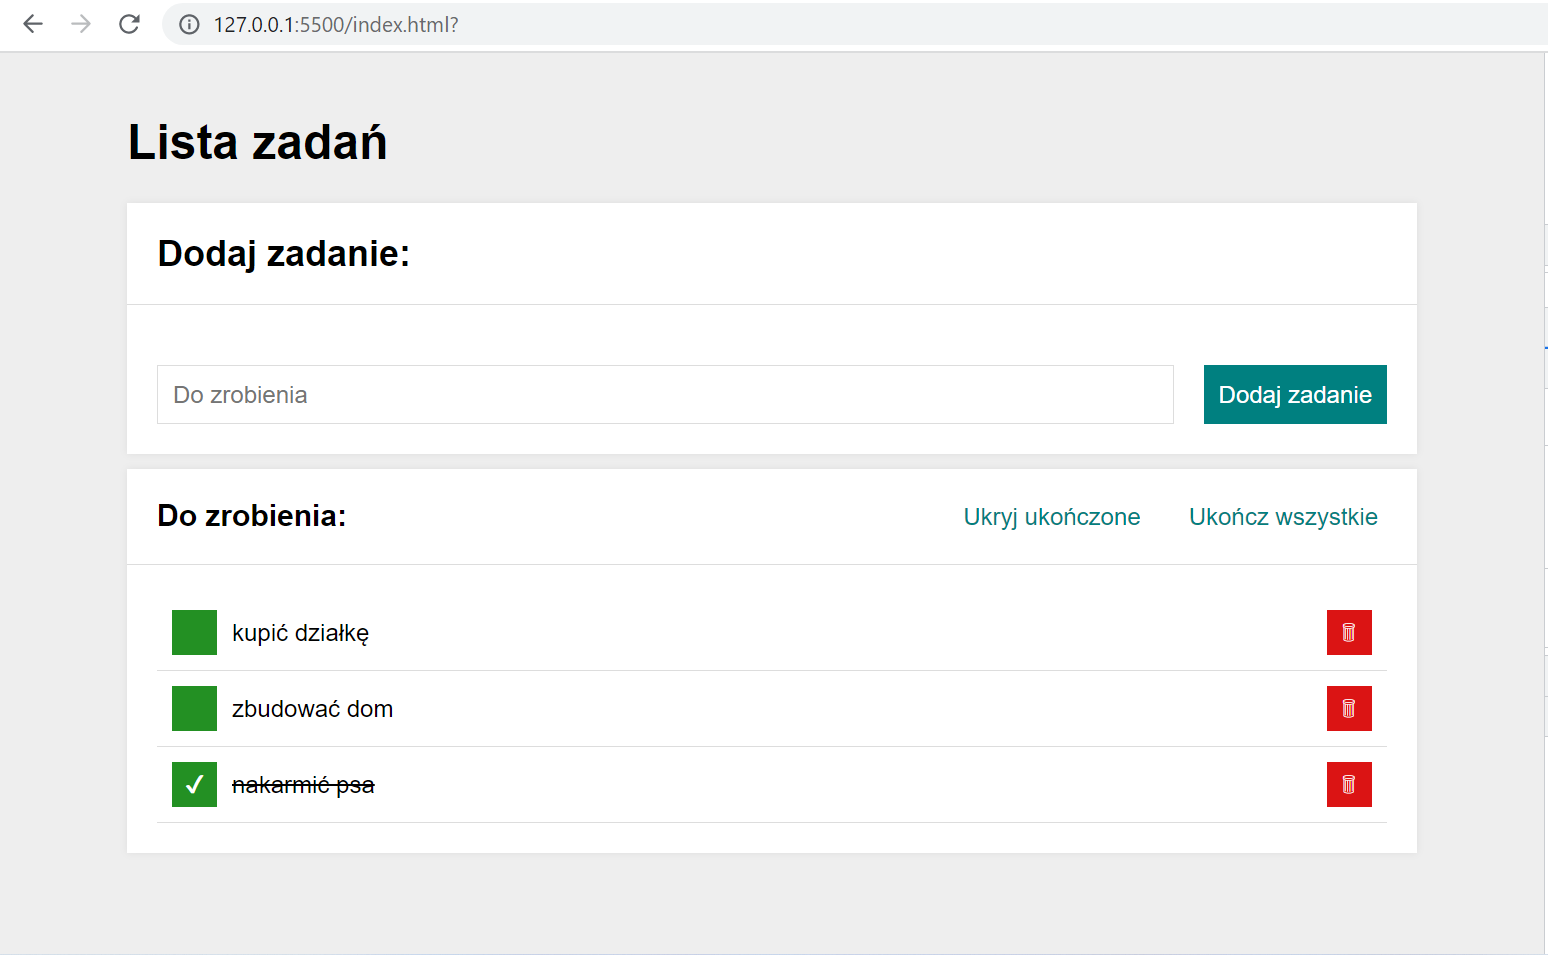 127.0.0.1:5500/index.html?
Lista zadań
Dodaj zadanie:
Do zrobienia
Dodaj zadanie
Do zrobienia:
Ukryj ukończone
Ukończ wszystkie
kupić działkę
zbudować dom
nakarmić psa